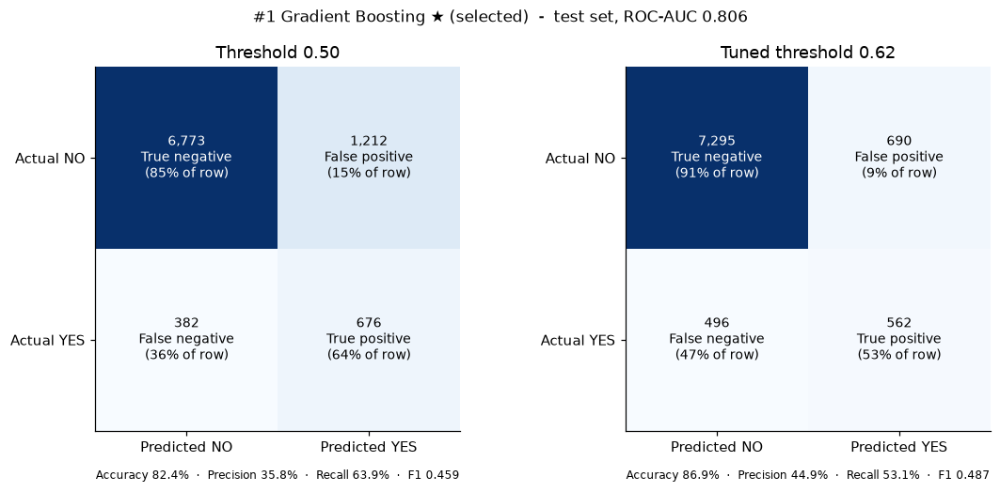 #1 Gradient Boosting ★ (selected)  -  test set, ROC-AUC 0.806
Threshold 0.50
Actual NO
6,773
True negative
(85% of row)
1,212
False positive
(15% of row)
Actual YES
382
False negative
(36% of row)
676
True positive
(64% of row)
Predicted NO
Predicted YES
Accuracy 82.4%  ·  Precision 35.8%  ·  Recall 63.9%  ·  F1 0.459
Tuned threshold 0.62
Actual NO
7,295
True negative
(91% of row)
690
False positive
(9% of row)
Actual YES
496
False negative
(47% of row)
562
True positive
(53% of row)
Predicted NO
Predicted YES
Accuracy 86.9%  ·  Precision 44.9%  ·  Recall 53.1%  ·  F1 0.487